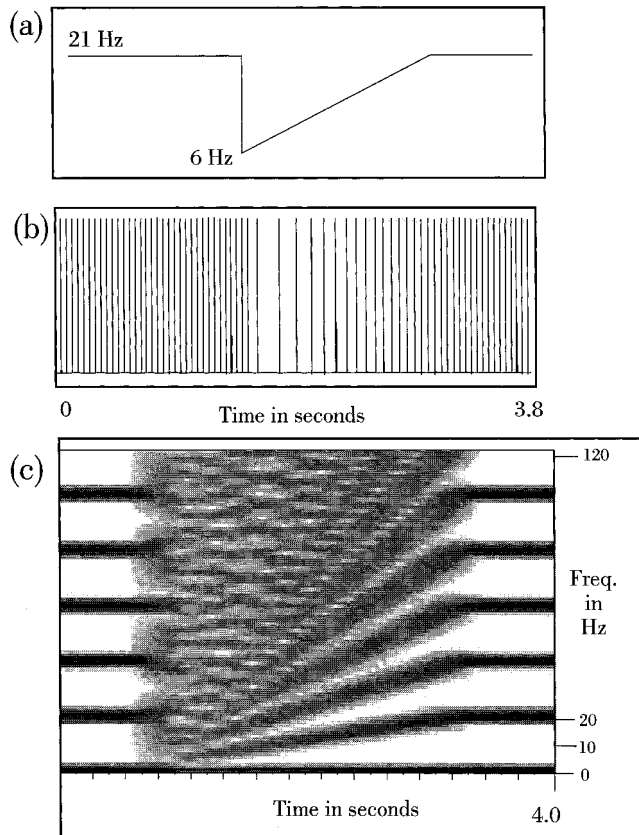 (a)
21 Hz
6 Hz
(b)
0
Time in seconds
3.8
(c)
120
Freq.
in
Hz
20
10
0
Time in seconds
4.0